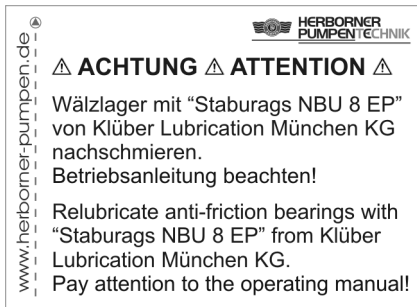 HERBORNER
PUMPENTECHNIK
⚠ ACHTUNG ⚠ ATTENTION ⚠
Wälzlager mit “Staburags NBU 8 EP”
von Klüber Lubrication München KG
nachschmieren.
Betriebsanleitung beachten!
Relubricate anti-friction bearings with
“Staburags NBU 8 EP” from Klüber
Lubrication München KG.
Pay attention to the operating manual!
www.herborner-pumpen.de